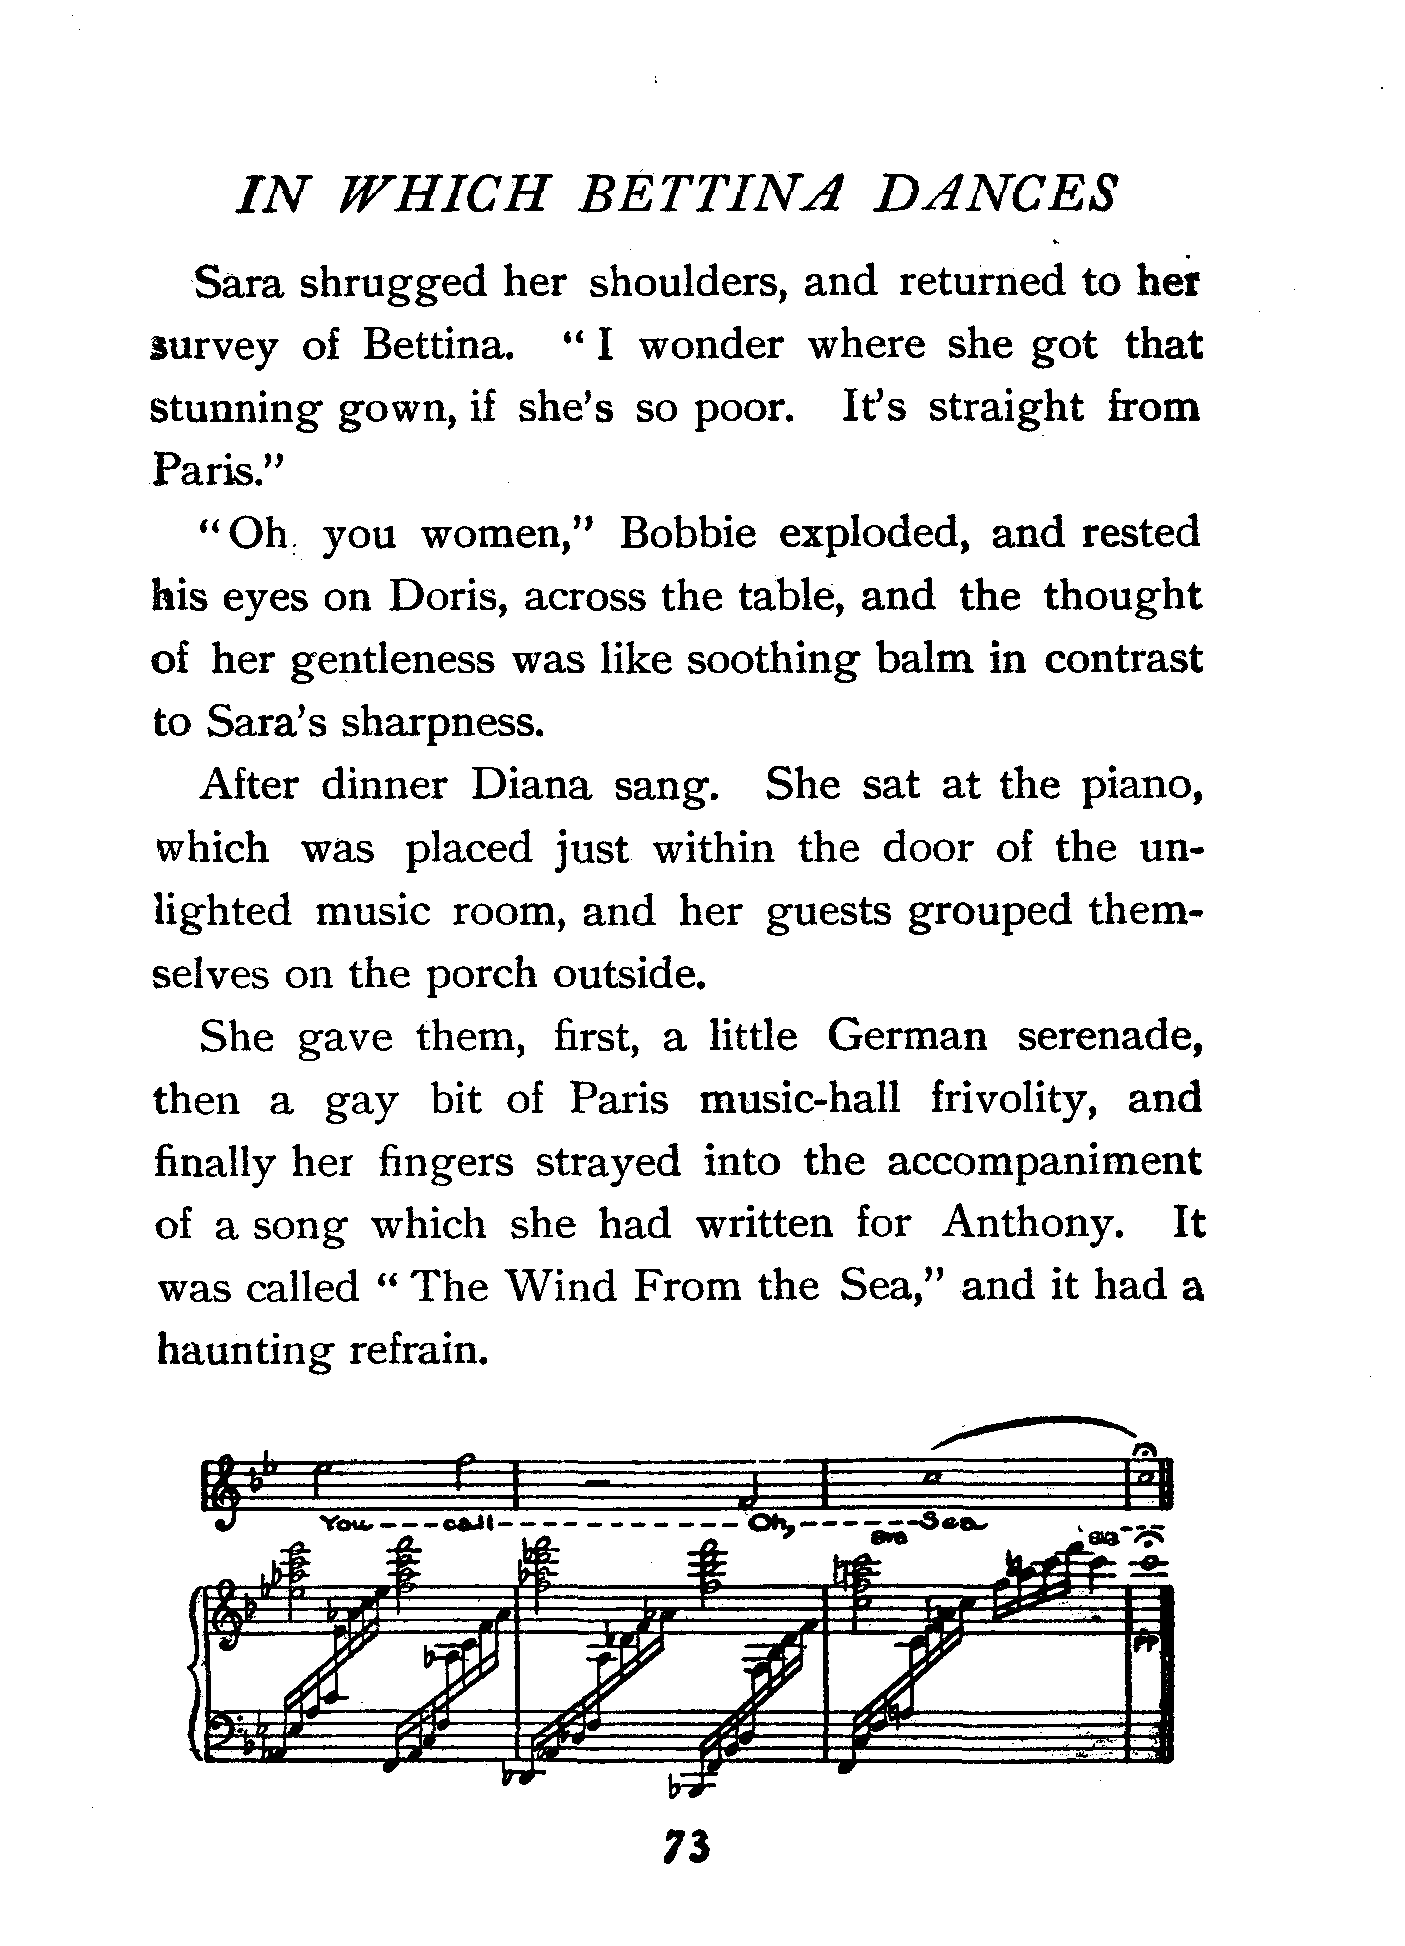 IN WHICH BETTINA DANCES
Sara shrugged her shoulders, and returned to her
survey of Bettina. “ I wonder where she got that
stunning gown, if she’s so poor. It’s straight from
Paris.”
“ Oh, you women,” Bobbie exploded, and rested
his eyes on Doris, across the table, and the thought
of her gentleness was like soothing balm in contrast
to Sara’s sharpness.
After dinner Diana sang. She sat at the piano,
which was placed just within the door of the un-
lighted music room, and her guests grouped them-
selves on the porch outside.
She gave them, first, a little German serenade,
then a gay bit of Paris music-hall frivolity, and
finally her fingers strayed into the accompaniment
of a song which she had written for Anthony. It
was called “ The Wind From the Sea,” and it had a
haunting refrain.
You---call--------Oh,------Sea
8va 8va---
pp
73